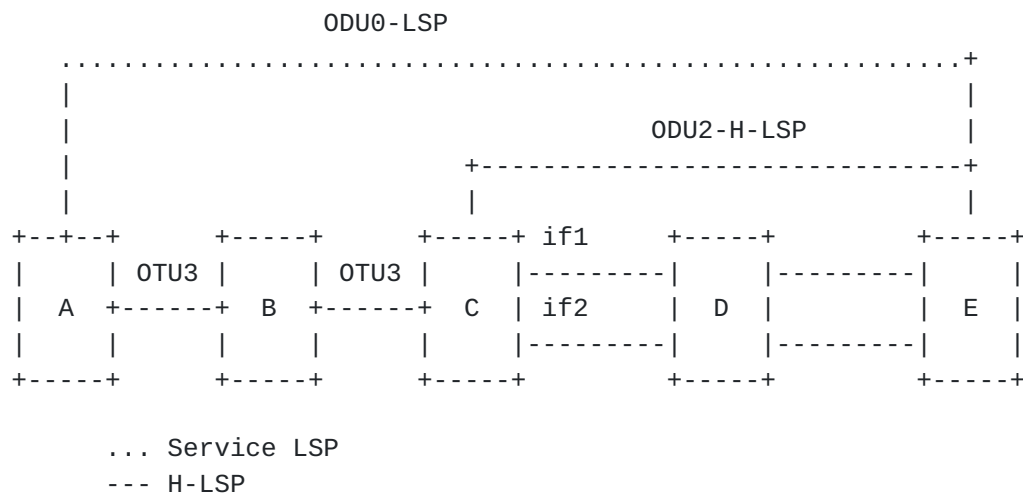 ODU0-LSP
ODU2-H-LSP
if1
OTU3 OTU3
A B C if2 D E
... Service LSP
--- H-LSP